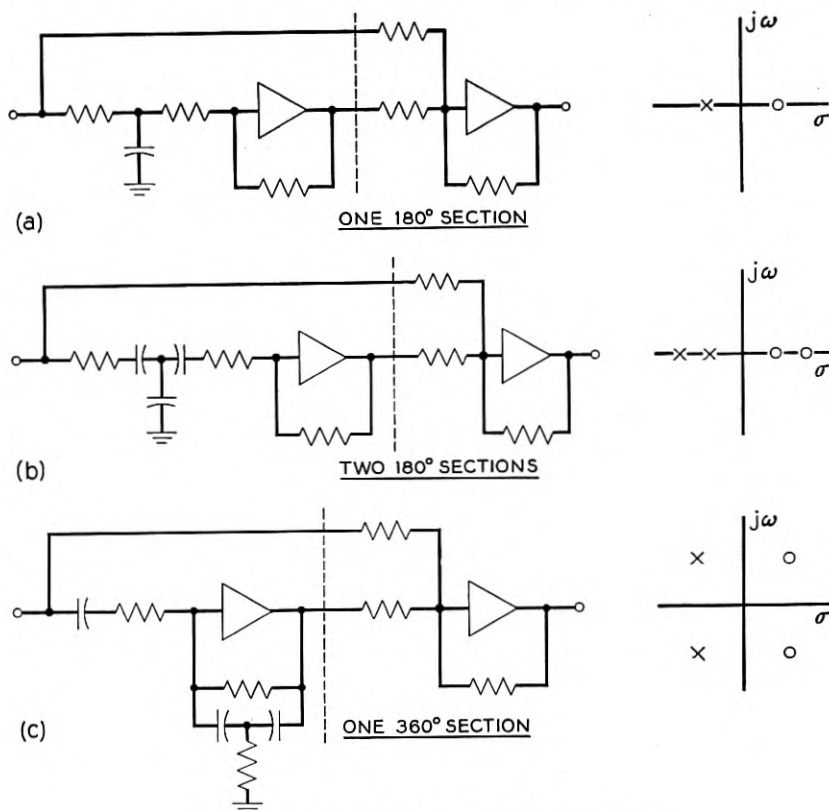 jω
σ
(a)
ONE 180° SECTION
jω
σ
(b)
TWO 180° SECTIONS
jω
σ
(c)
ONE 360° SECTION